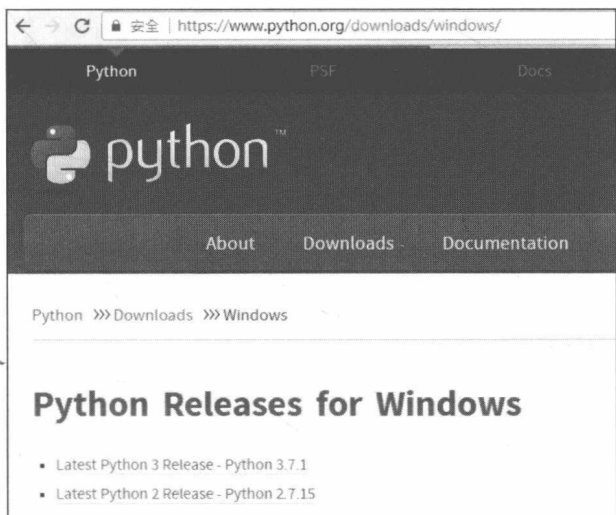 安全 | https://www.python.org/downloads/windows/
Python PSF Docs
python™
About Downloads Documentation
Python >>> Downloads >>> Windows
Python Releases for Windows
Latest Python 3 Release - Python 3.7.1
Latest Python 2 Release - Python 2.7.15